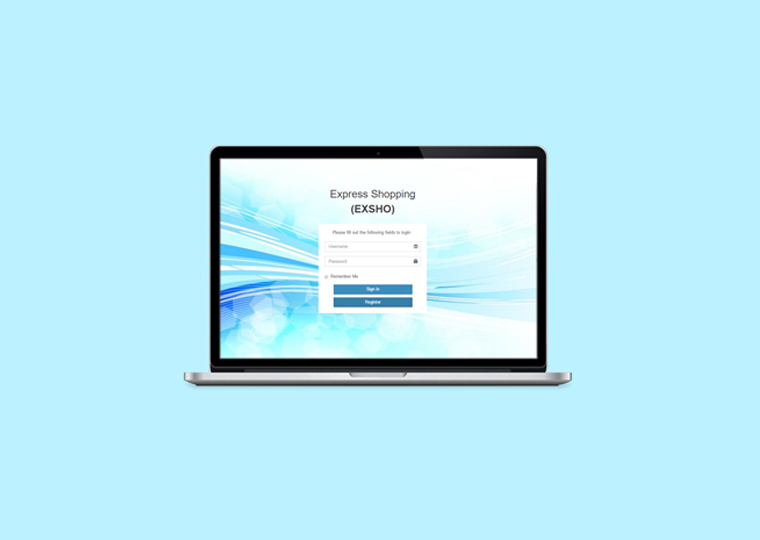 Express Shopping
(EXSHO)
Please fill out the following fields to login
Username
Password
Remember Me
Sign in
Register